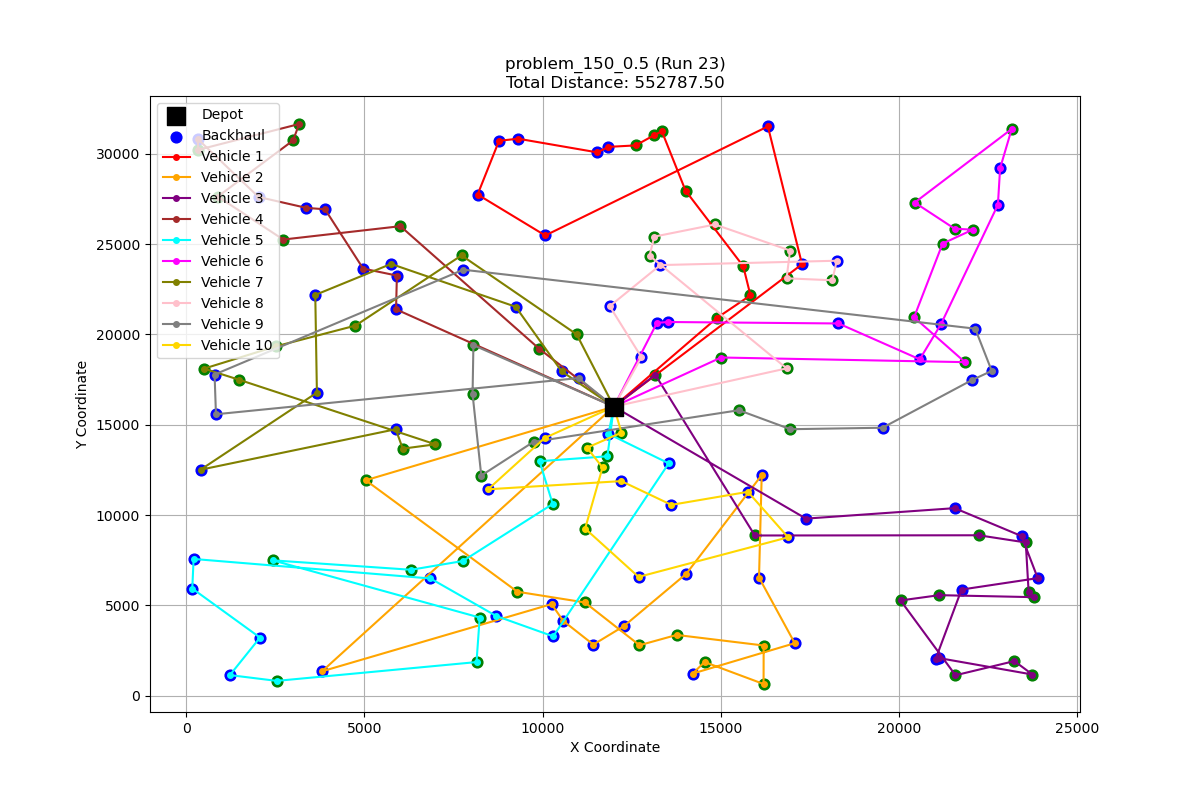 problem_150_0.5 (Run 23)
Total Distance: 552787.50
Depot
Backhaul
Vehicle 1
Vehicle 2
Vehicle 3
Vehicle 4
Vehicle 5
Vehicle 6
Vehicle 7
Vehicle 8
Vehicle 9
Vehicle 10
30000
25000
20000
15000
10000
5000
0
Y Coordinate
0 5000 10000 15000 20000 25000
X Coordinate